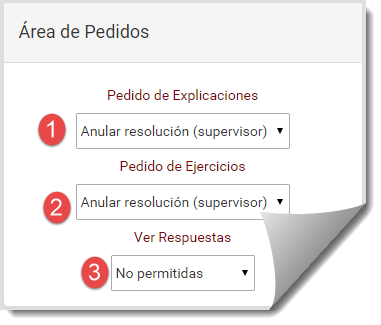 Área de Pedidos
Pedido de Explicaciones
1 Anular resolución (supervisor)
Pedido de Ejercicios
2 Anular resolución (supervisor)
Ver Respuestas
3 No permitidas